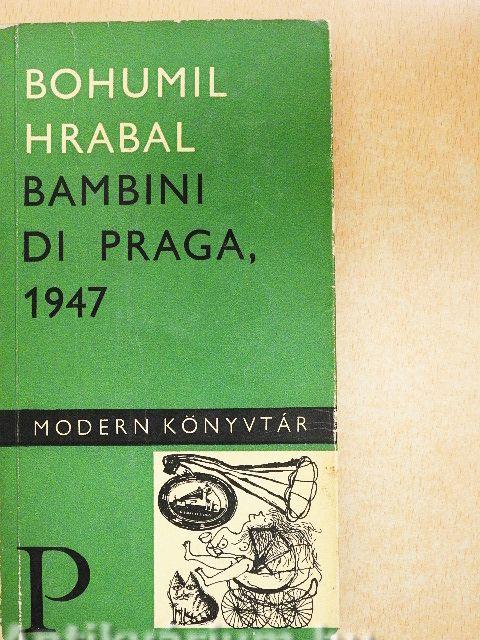 BOHUMIL
HRABAL
BAMBINI
DI PRAGA,
1947
MODERN KÖNYVTÁR
P